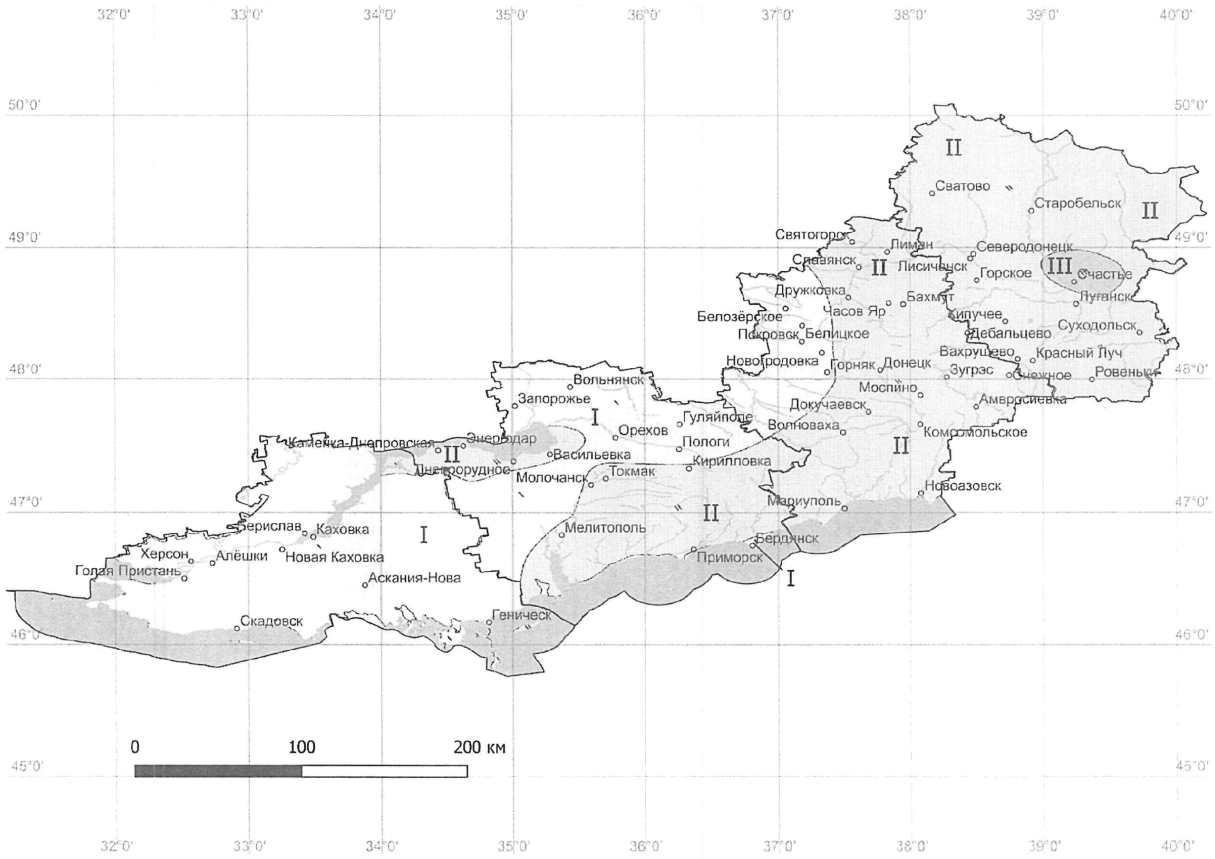 32°0' 33°0' 34°0' 35°0' 36°0' 37°0' 38°0' 39°0' 40°0'
50°0' 50°0'
II
Сватово
Старобельск
II
49°0' 49°0'
Святогорск
Лиман
Северодонецк
Славянск
II
Лисичанск
Горское
III
Счастье
Дружковка
Часов Яр
Бахмут
Луганск
Белозёрское
Кипучее
Суходольск
Покровск
Белицкое
Дебальцево
Новогродовка
Вахрушево
Красный Луч
Горняк
Донецк
Зугрэс
Снежное
Ровеньки
48°0' 48°0'
Вольнянск
Моспино
Запорожье
I
Докучаевск
Амвросиевка
Гуляйполе
Волноваха
Комсомольское
Орехов
Каменка-Днепровская
Энергодар
Пологи
II
II
Васильевка
Кирилловка
Днепрорудное
Токмак
Молочанск
Новоазовск
47°0' 47°0'
Мариуполь
II
Берислав
Каховка
I
Мелитополь
Бердянск
Херсон
Алёшки
Новая Каховка
Приморск
Голая Пристань
Аскания-Нова
I
Скадовск
Геническ
46°0' 46°0'
0 100 200 км
45°0' 45°0'
32°0' 33°0' 34°0' 35°0' 36°0' 37°0' 38°0' 39°0' 40°0'